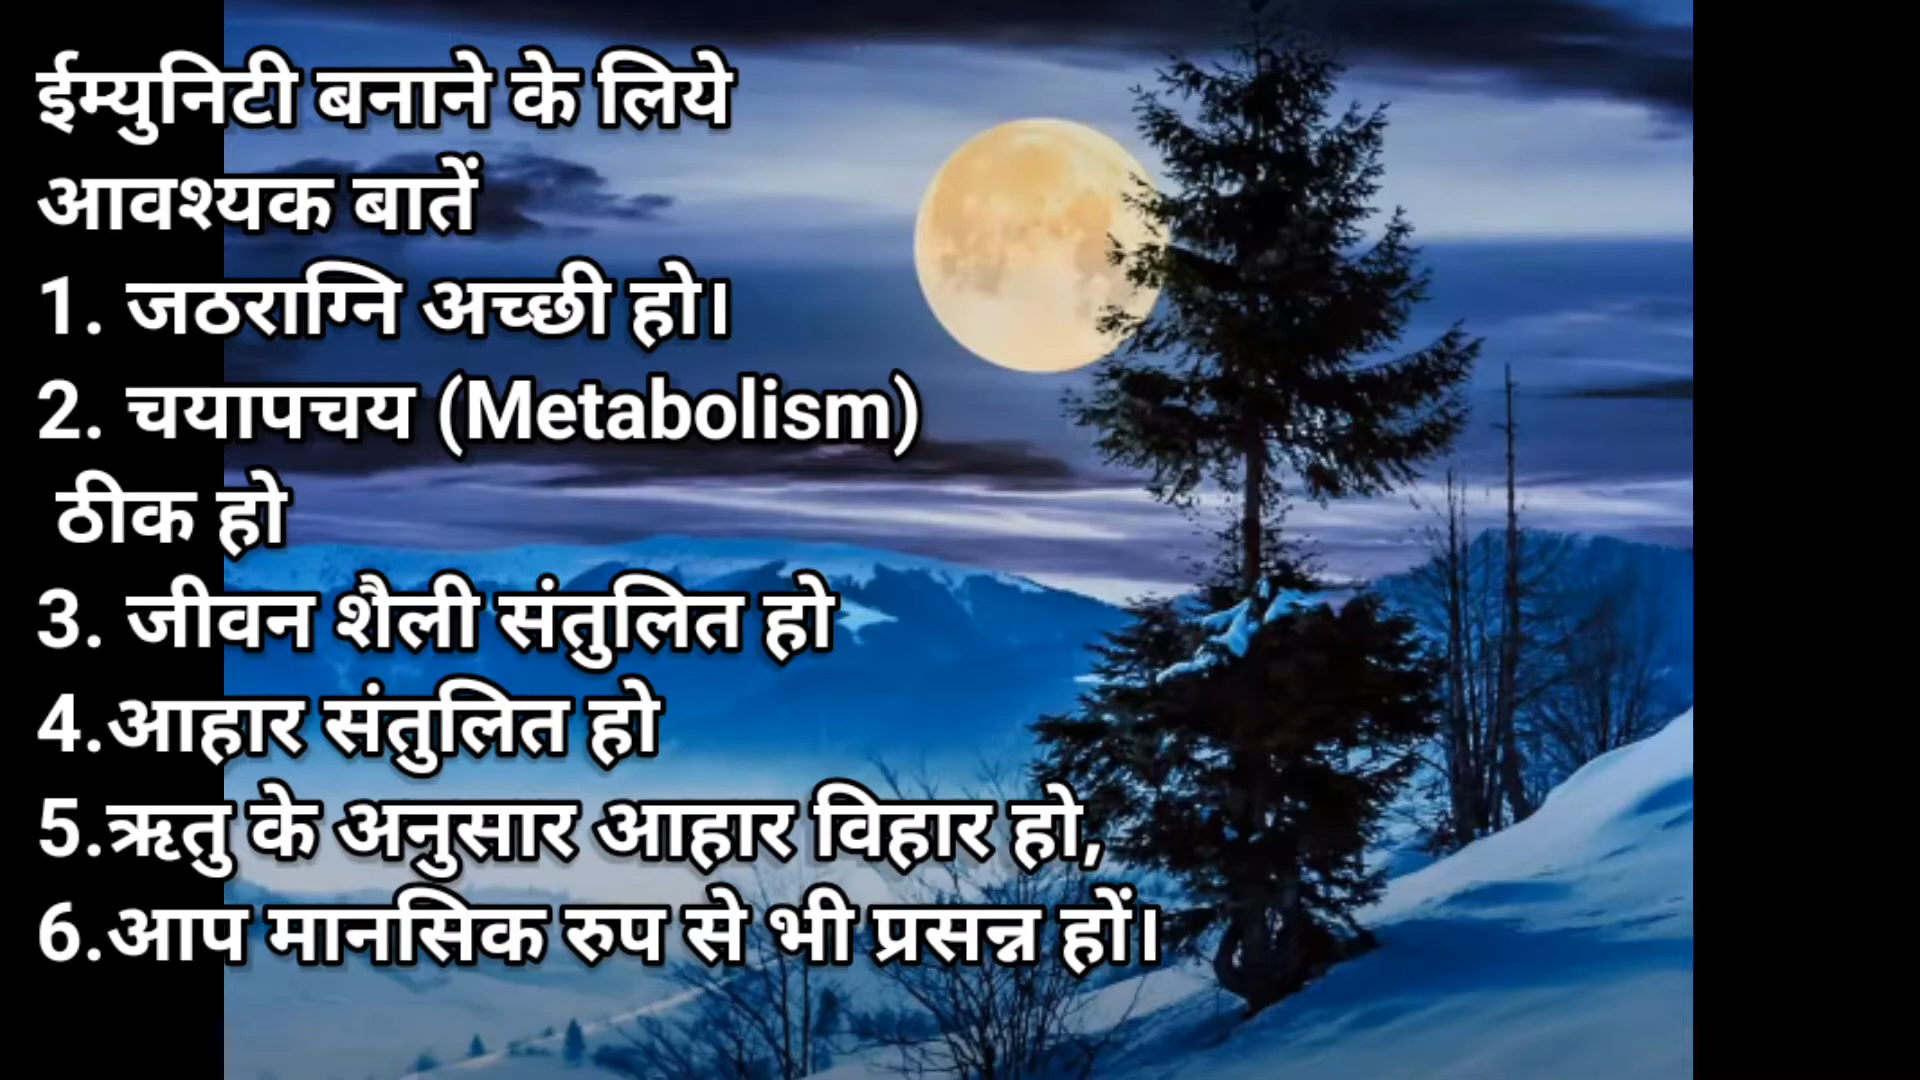 ईम्युनिटी बनाने के लिये
आवश्यक बातें
1. जठराग्नि अच्छी हो।
2. चयापचय (Metabolism)
ठीक हो
3. जीवन शैली संतुलित हो
4.आहार संतुलित हो
5.ऋतु के अनुसार आहार विहार हो,
6.आप मानसिक रुप से भी प्रसन्न हों।